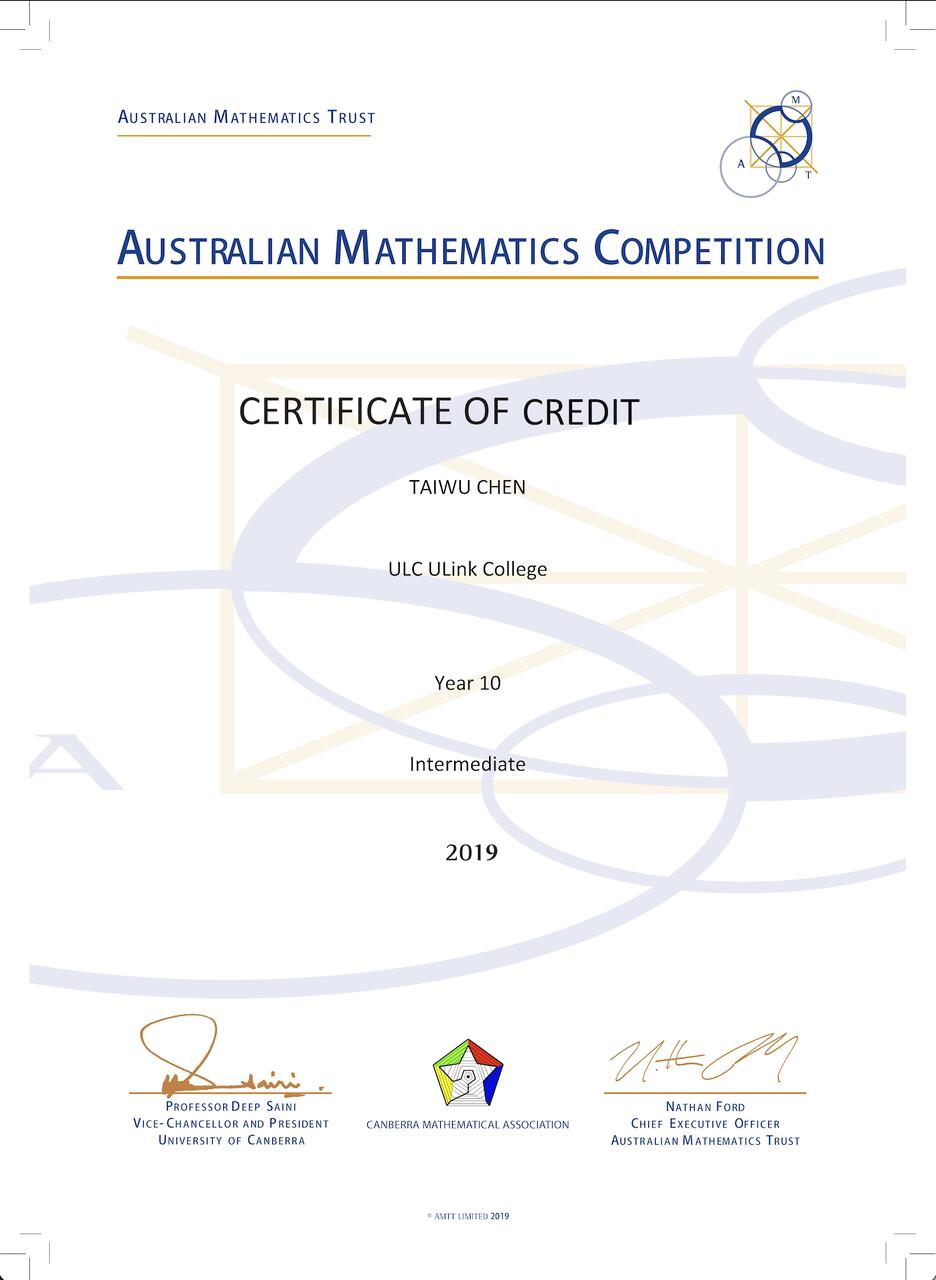 AUSTRALIAN MATHEMATICS TRUST
M
A
T
AUSTRALIAN MATHEMATICS COMPETITION
CERTIFICATE OF CREDIT
TAIWU CHEN
ULC ULink College
Year 10
A
Intermediate
2019
PROFESSOR DEEP SAINI
VICE-CHANCELLOR AND PRESIDENT
UNIVERSITY OF CANBERRA
CANBERRA MATHEMATICAL ASSOCIATION
NATHAN FORD
CHIEF EXECUTIVE OFFICER
AUSTRALIAN MATHEMATICS TRUST
© AMTT LIMITED 2019